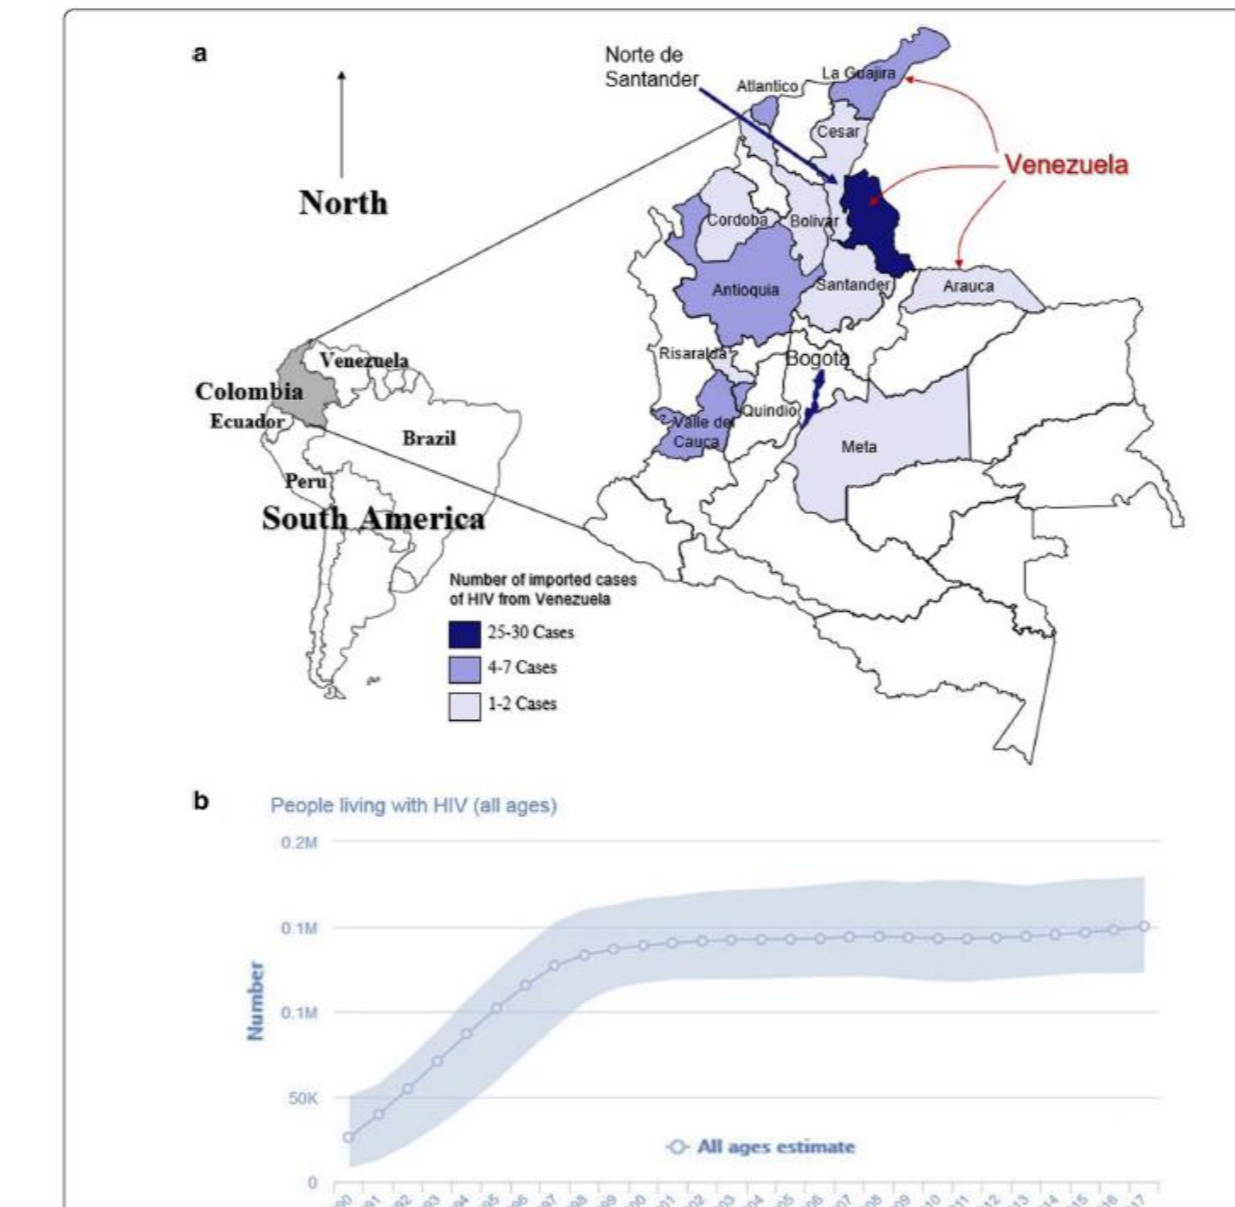 a
Norte de
Santander
La Guajira
Atlantico
Cesar
Venezuela
North
Cordoba
Bolivar
Antioquia
Santander
Arauca
Risaralda
Bogota
Venezuela
Colombia
Ecuador
Brazil
Quindio
Valle del
Cauca
Meta
Peru
South America
Number of imported cases
of HIV from Venezuela
25-30 Cases
4-7 Cases
1-2 Cases
b
People living with HIV (all ages)
0.2M
0.1M
Number
0.1M
50K
All ages estimate
0